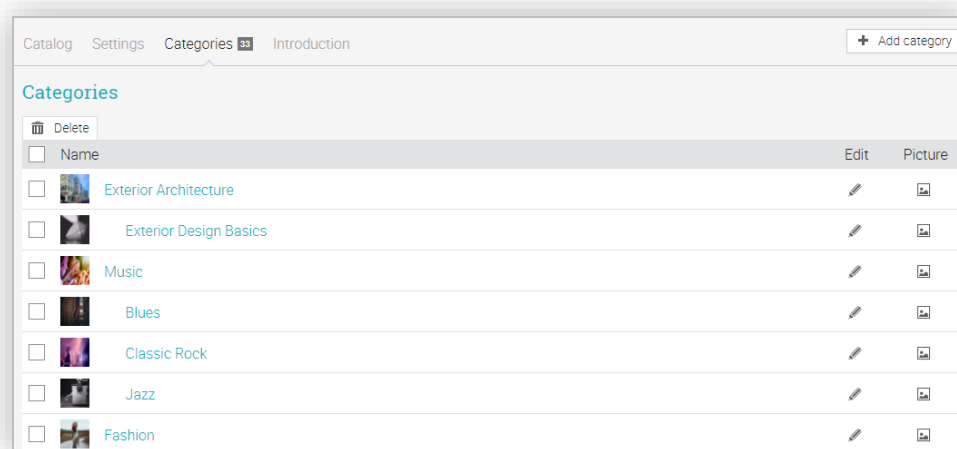 Catalog Settings Categories 33 Introduction + Add category
Categories
Delete
Name Edit Picture
Exterior Architecture
Exterior Design Basics
Music
Blues
Classic Rock
Jazz
Fashion